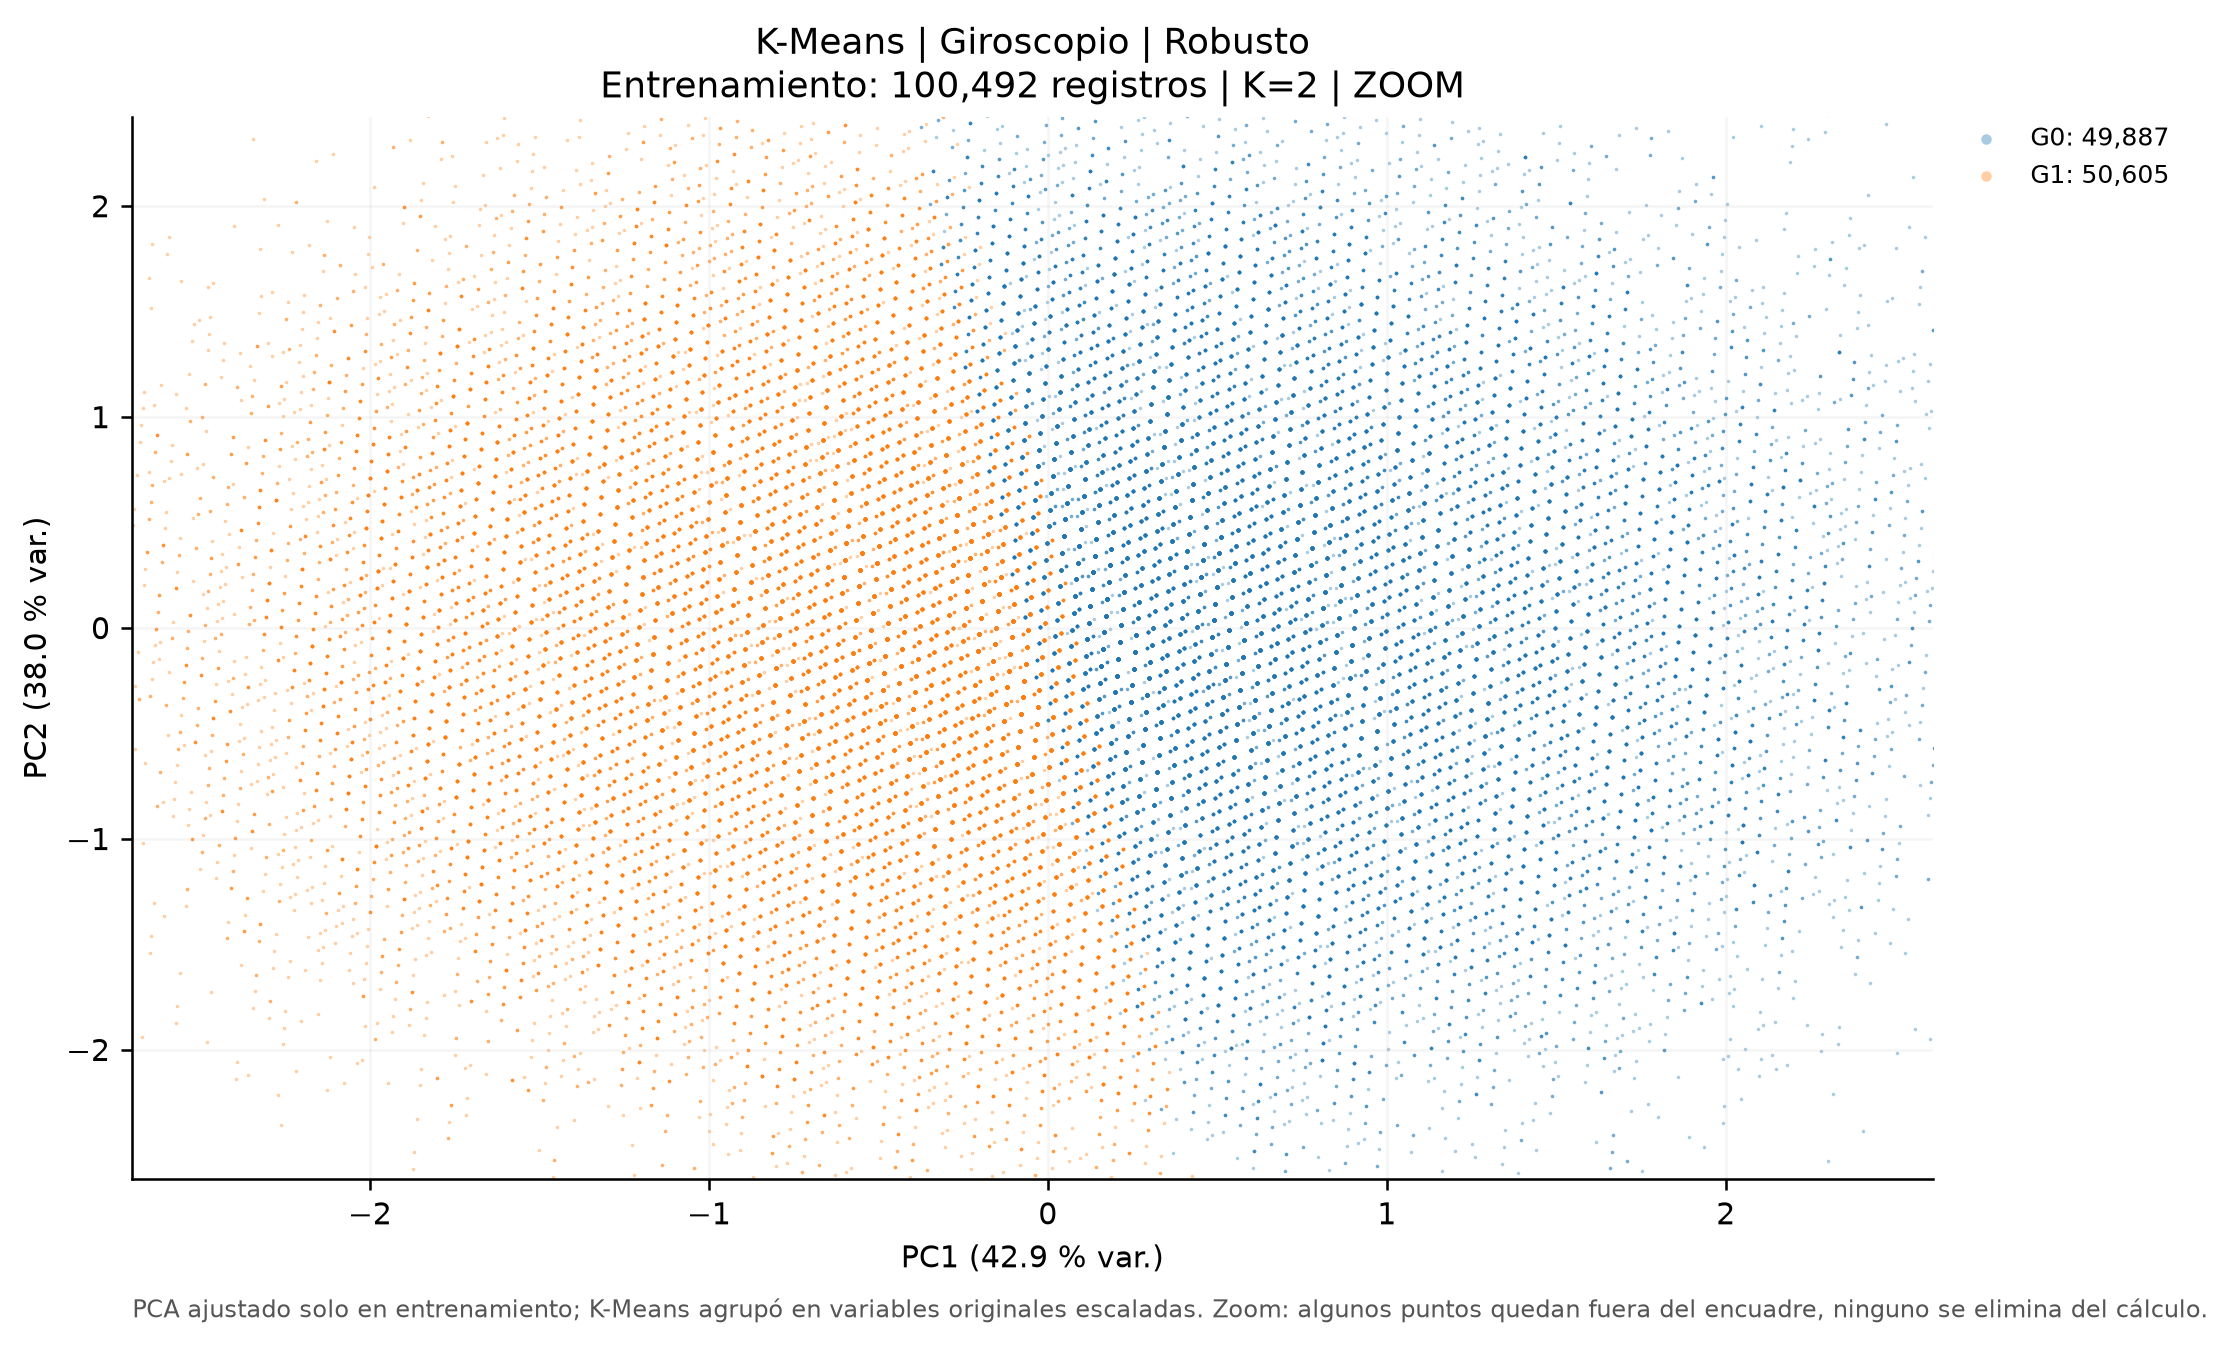 K-Means | Giroscopio | Robusto
Entrenamiento: 100,492 registros | K=2 | ZOOM
G0: 49,887
G1: 50,605
2
1
0
−1
−2
PC2 (38.0 % var.)
−2
−1
0
1
2
PC1 (42.9 % var.)
PCA ajustado solo en entrenamiento; K-Means agrupó en variables originales escaladas. Zoom: algunos puntos quedan fuera del encuadre, ninguno se elimina del cálculo.